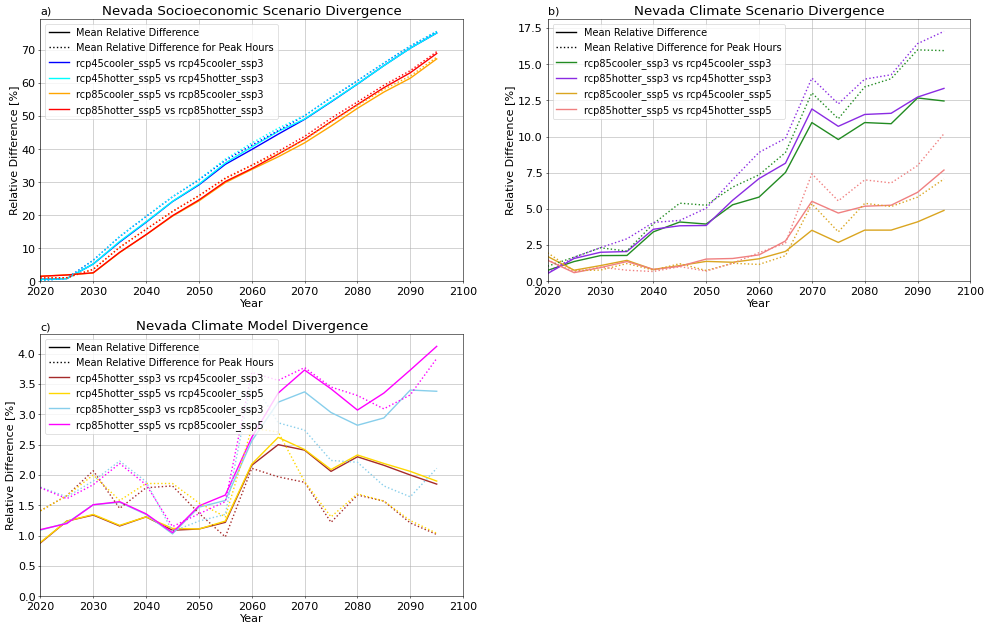 a)
Nevada Socioeconomic Scenario Divergence
Mean Relative Difference
Mean Relative Difference for Peak Hours
rcp45cooler_ssp5 vs rcp45cooler_ssp3
rcp45hotter_ssp5 vs rcp45hotter_ssp3
rcp85cooler_ssp5 vs rcp85cooler_ssp3
rcp85hotter_ssp5 vs rcp85hotter_ssp3
Relative Difference [%]
70
60
50
40
30
20
10
0
2020 2030 2040 2050 2060 2070 2080 2090 2100
Year
b)
Nevada Climate Scenario Divergence
Mean Relative Difference
Mean Relative Difference for Peak Hours
rcp85cooler_ssp3 vs rcp45cooler_ssp3
rcp85hotter_ssp3 vs rcp45hotter_ssp3
rcp85cooler_ssp5 vs rcp45cooler_ssp5
rcp85hotter_ssp5 vs rcp45hotter_ssp5
Relative Difference [%]
17.5
15.0
12.5
10.0
7.5
5.0
2.5
0.0
2020 2030 2040 2050 2060 2070 2080 2090 2100
Year
c)
Nevada Climate Model Divergence
Mean Relative Difference
Mean Relative Difference for Peak Hours
rcp45hotter_ssp3 vs rcp45cooler_ssp3
rcp45hotter_ssp5 vs rcp45cooler_ssp5
rcp85hotter_ssp3 vs rcp85cooler_ssp3
rcp85hotter_ssp5 vs rcp85cooler_ssp5
Relative Difference [%]
4.0
3.5
3.0
2.5
2.0
1.5
1.0
0.5
0.0
2020 2030 2040 2050 2060 2070 2080 2090 2100
Year